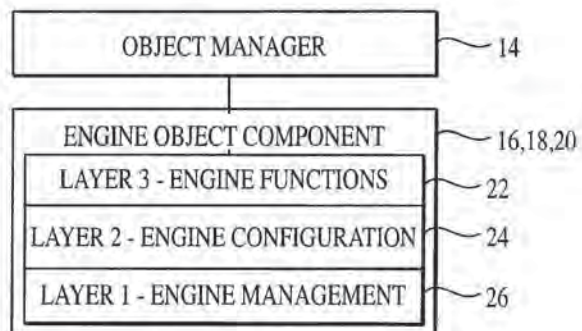 OBJECT MANAGER 14
ENGINE OBJECT COMPONENT 16,18,20
LAYER 3 - ENGINE FUNCTIONS 22
LAYER 2 - ENGINE CONFIGURATION 24
LAYER 1 - ENGINE MANAGEMENT 26